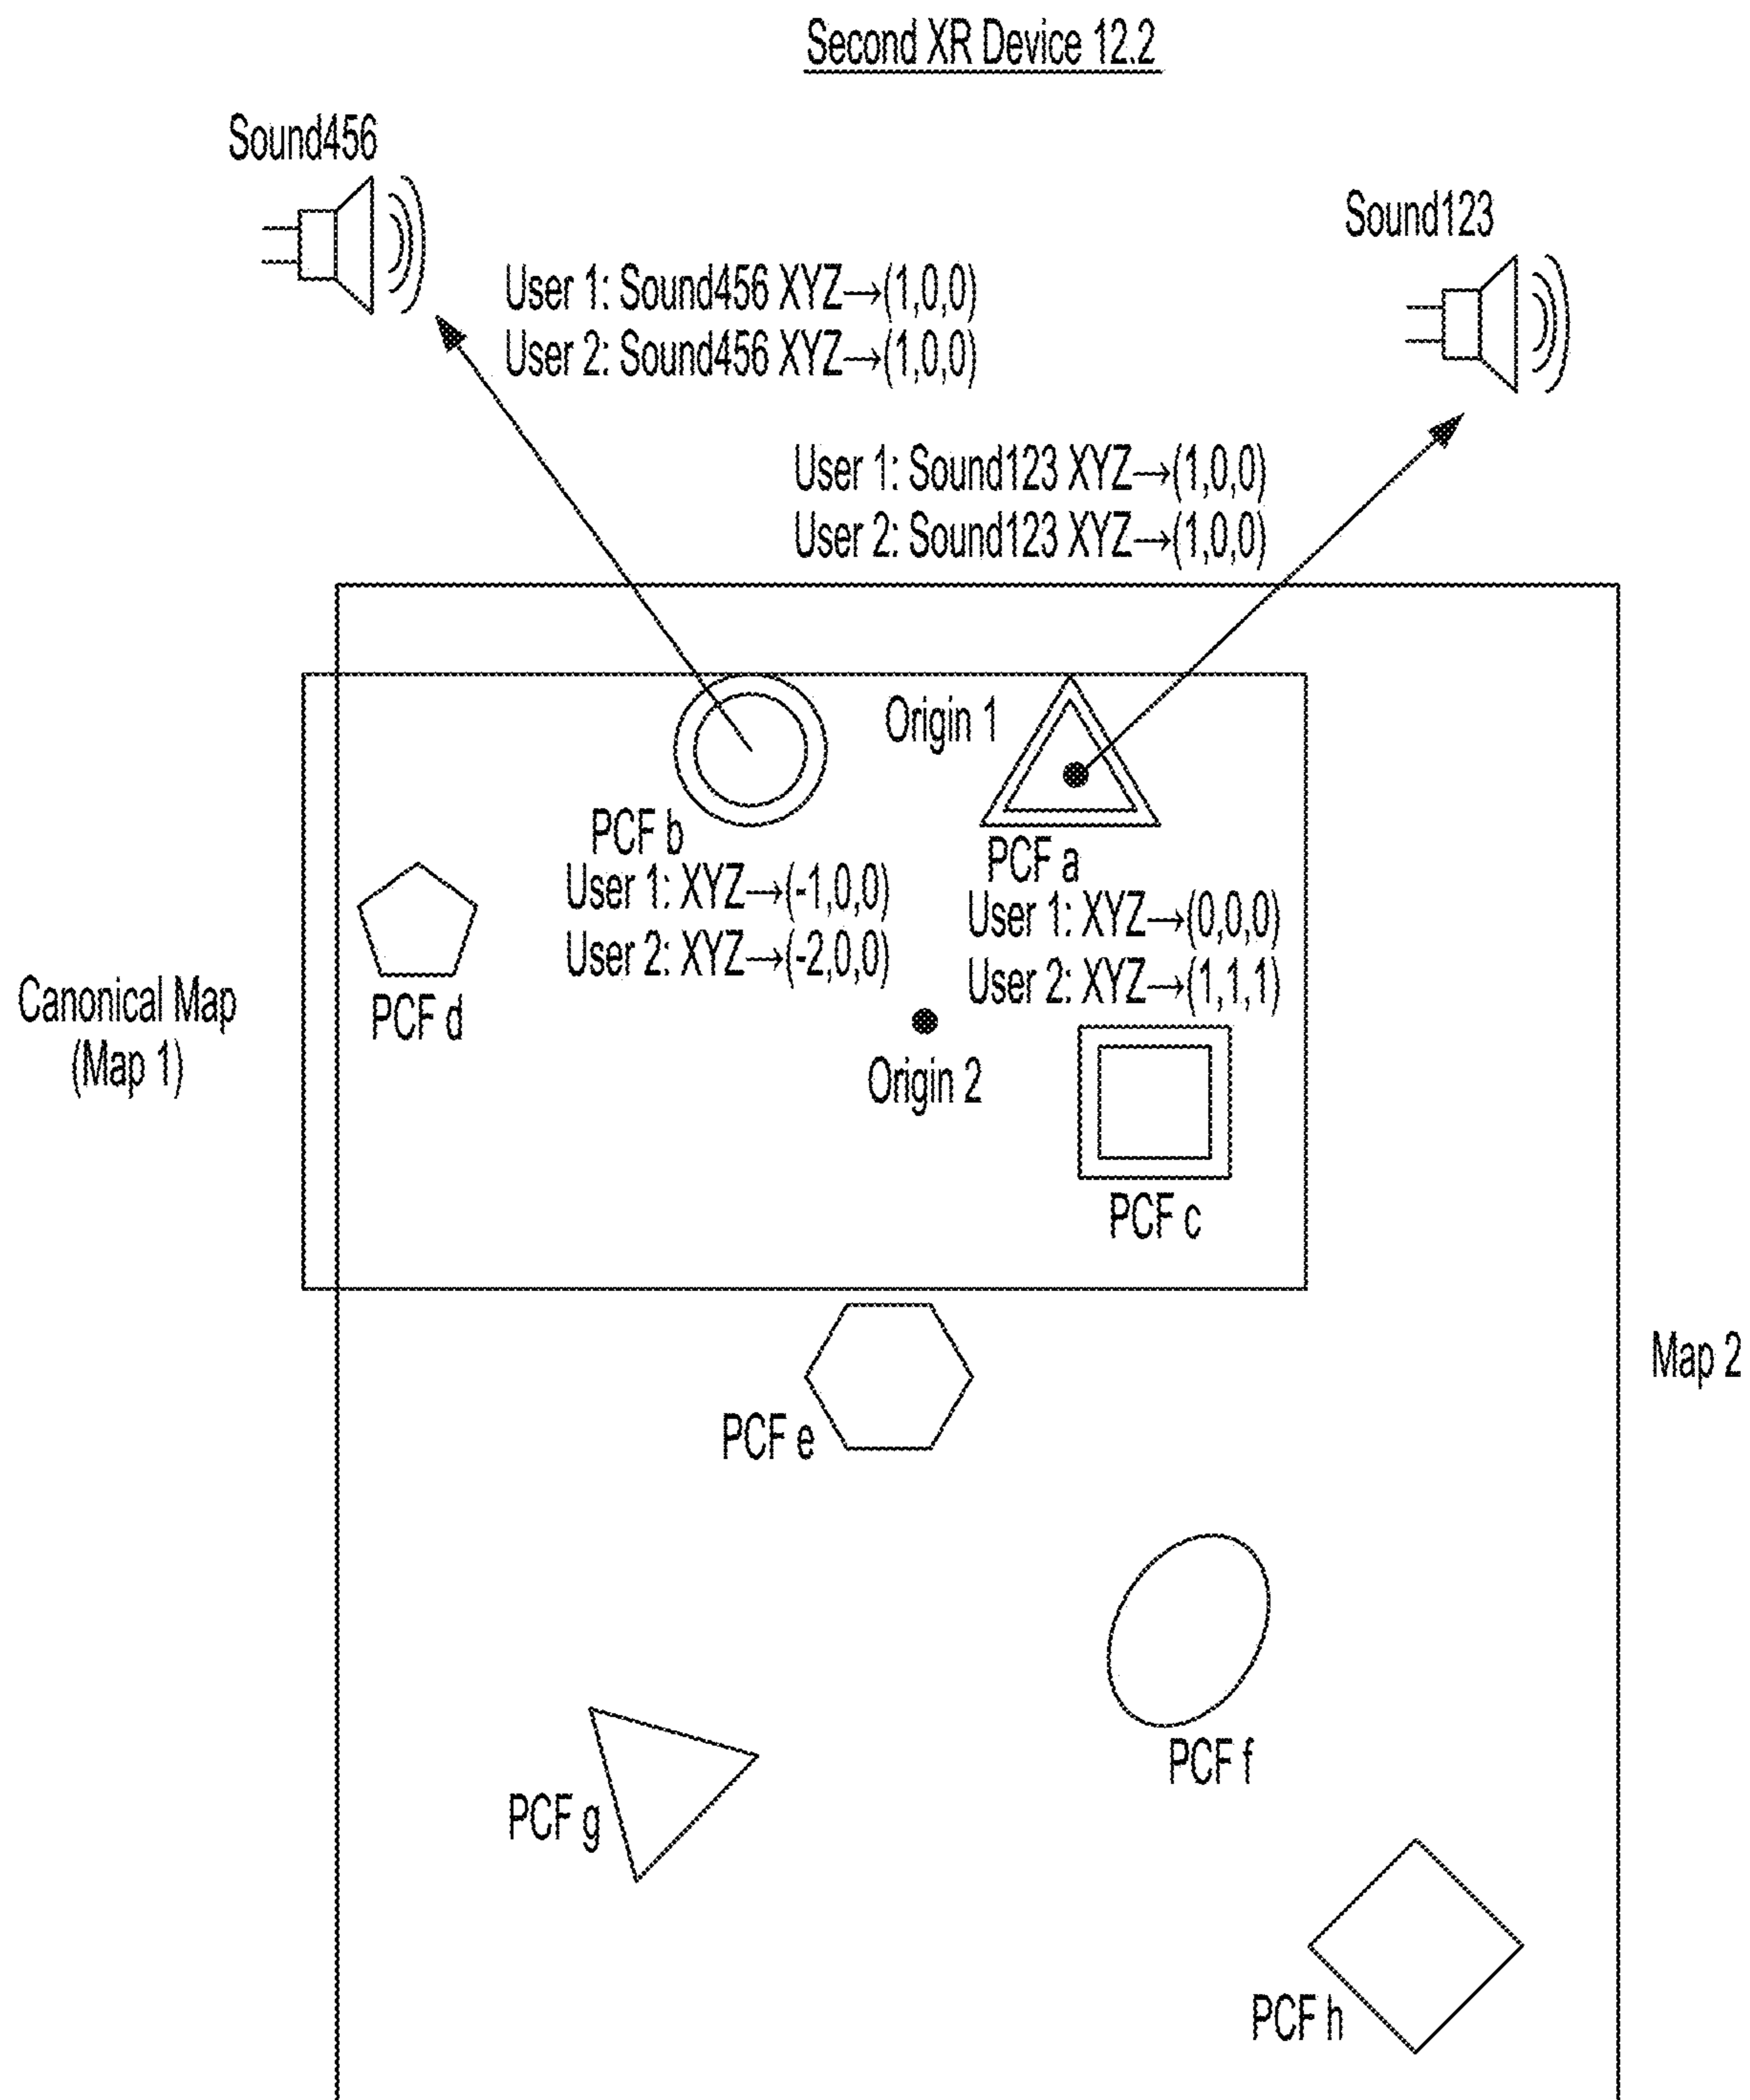 Second XR Device 12.2
Sound456
Sound123
User 1: Sound456 XYZ→(1,0,0)
User 2: Sound456 XYZ→(1,0,0)
User 1: Sound123 XYZ→(1,0,0)
User 2: Sound123 XYZ→(1,0,0)
Origin 1
PCF b
User 1: XYZ→(-1,0,0)
User 2: XYZ→(-2,0,0)
PCF a
User 1: XYZ→(0,0,0)
User 2: XYZ→(1,1,1)
PCF d
Canonical Map
(Map 1)
Origin 2
PCF c
Map 2
PCF e
PCF f
PCF g
PCF h